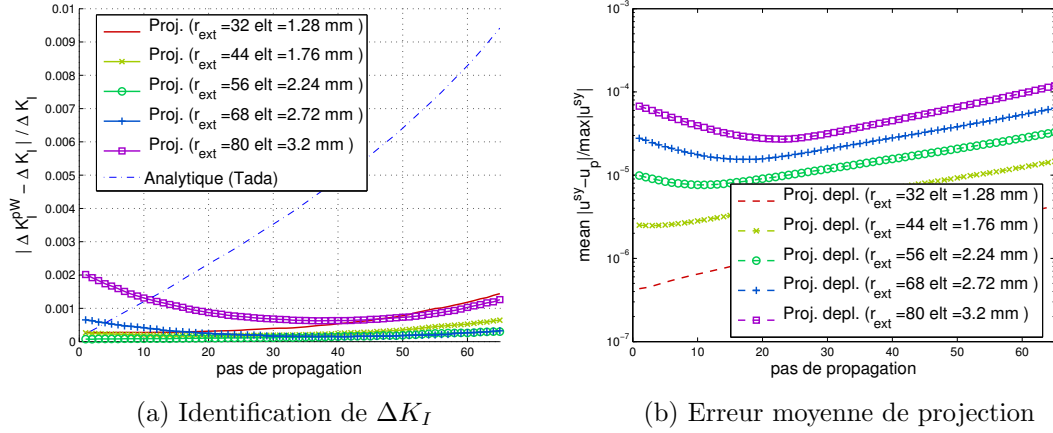 0.01
0.009
0.008
0.007
0.006
0.005
0.004
0.003
0.002
0.001
0
| Δ K_I^pW − Δ K_I | / Δ K_I
Proj. (r_ext =32 elt =1.28 mm )
Proj. (r_ext =44 elt =1.76 mm )
Proj. (r_ext =56 elt =2.24 mm )
Proj. (r_ext =68 elt =2.72 mm )
Proj. (r_ext =80 elt =3.2 mm )
Analytique (Tada)
0 10 20 30 40 50 60
pas de propagation
(a) Identification de ΔK_I
10^−3
10^−4
10^−5
10^−6
10^−7
mean |u^sy−u_p|/max|u^sy|
Proj. depl. (r_ext =32 elt =1.28 mm )
Proj. depl. (r_ext =44 elt =1.76 mm )
Proj. depl. (r_ext =56 elt =2.24 mm )
Proj. depl. (r_ext =68 elt =2.72 mm )
Proj. depl. (r_ext =80 elt =3.2 mm )
0 10 20 30 40 50 60
pas de propagation
(b) Erreur moyenne de projection